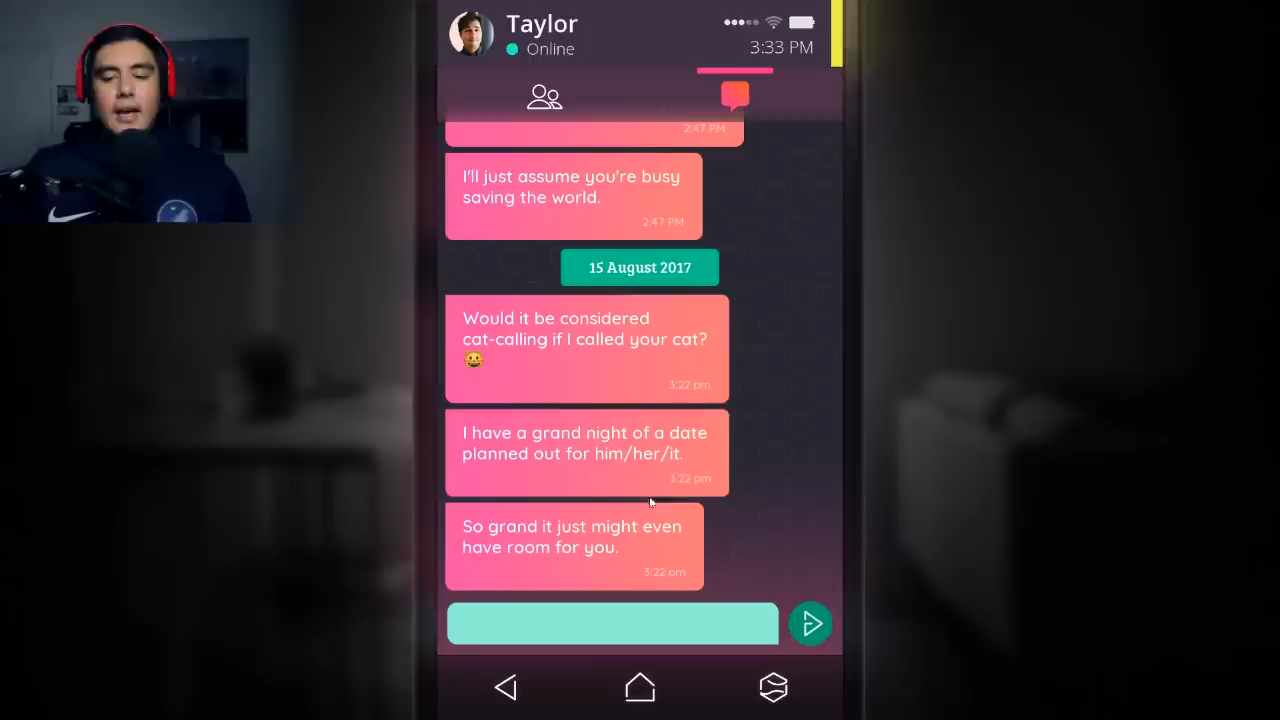 Taylor
Online
3:33 PM
2:47 PM
I'll just assume you're busy
saving the world.
2:47 PM
15 August 2017
Would it be considered
cat-calling if I called your cat?
3:22 pm
I have a grand night of a date
planned out for him/her/it.
3:22 pm
So grand it just might even
have room for you.
3:22 pm